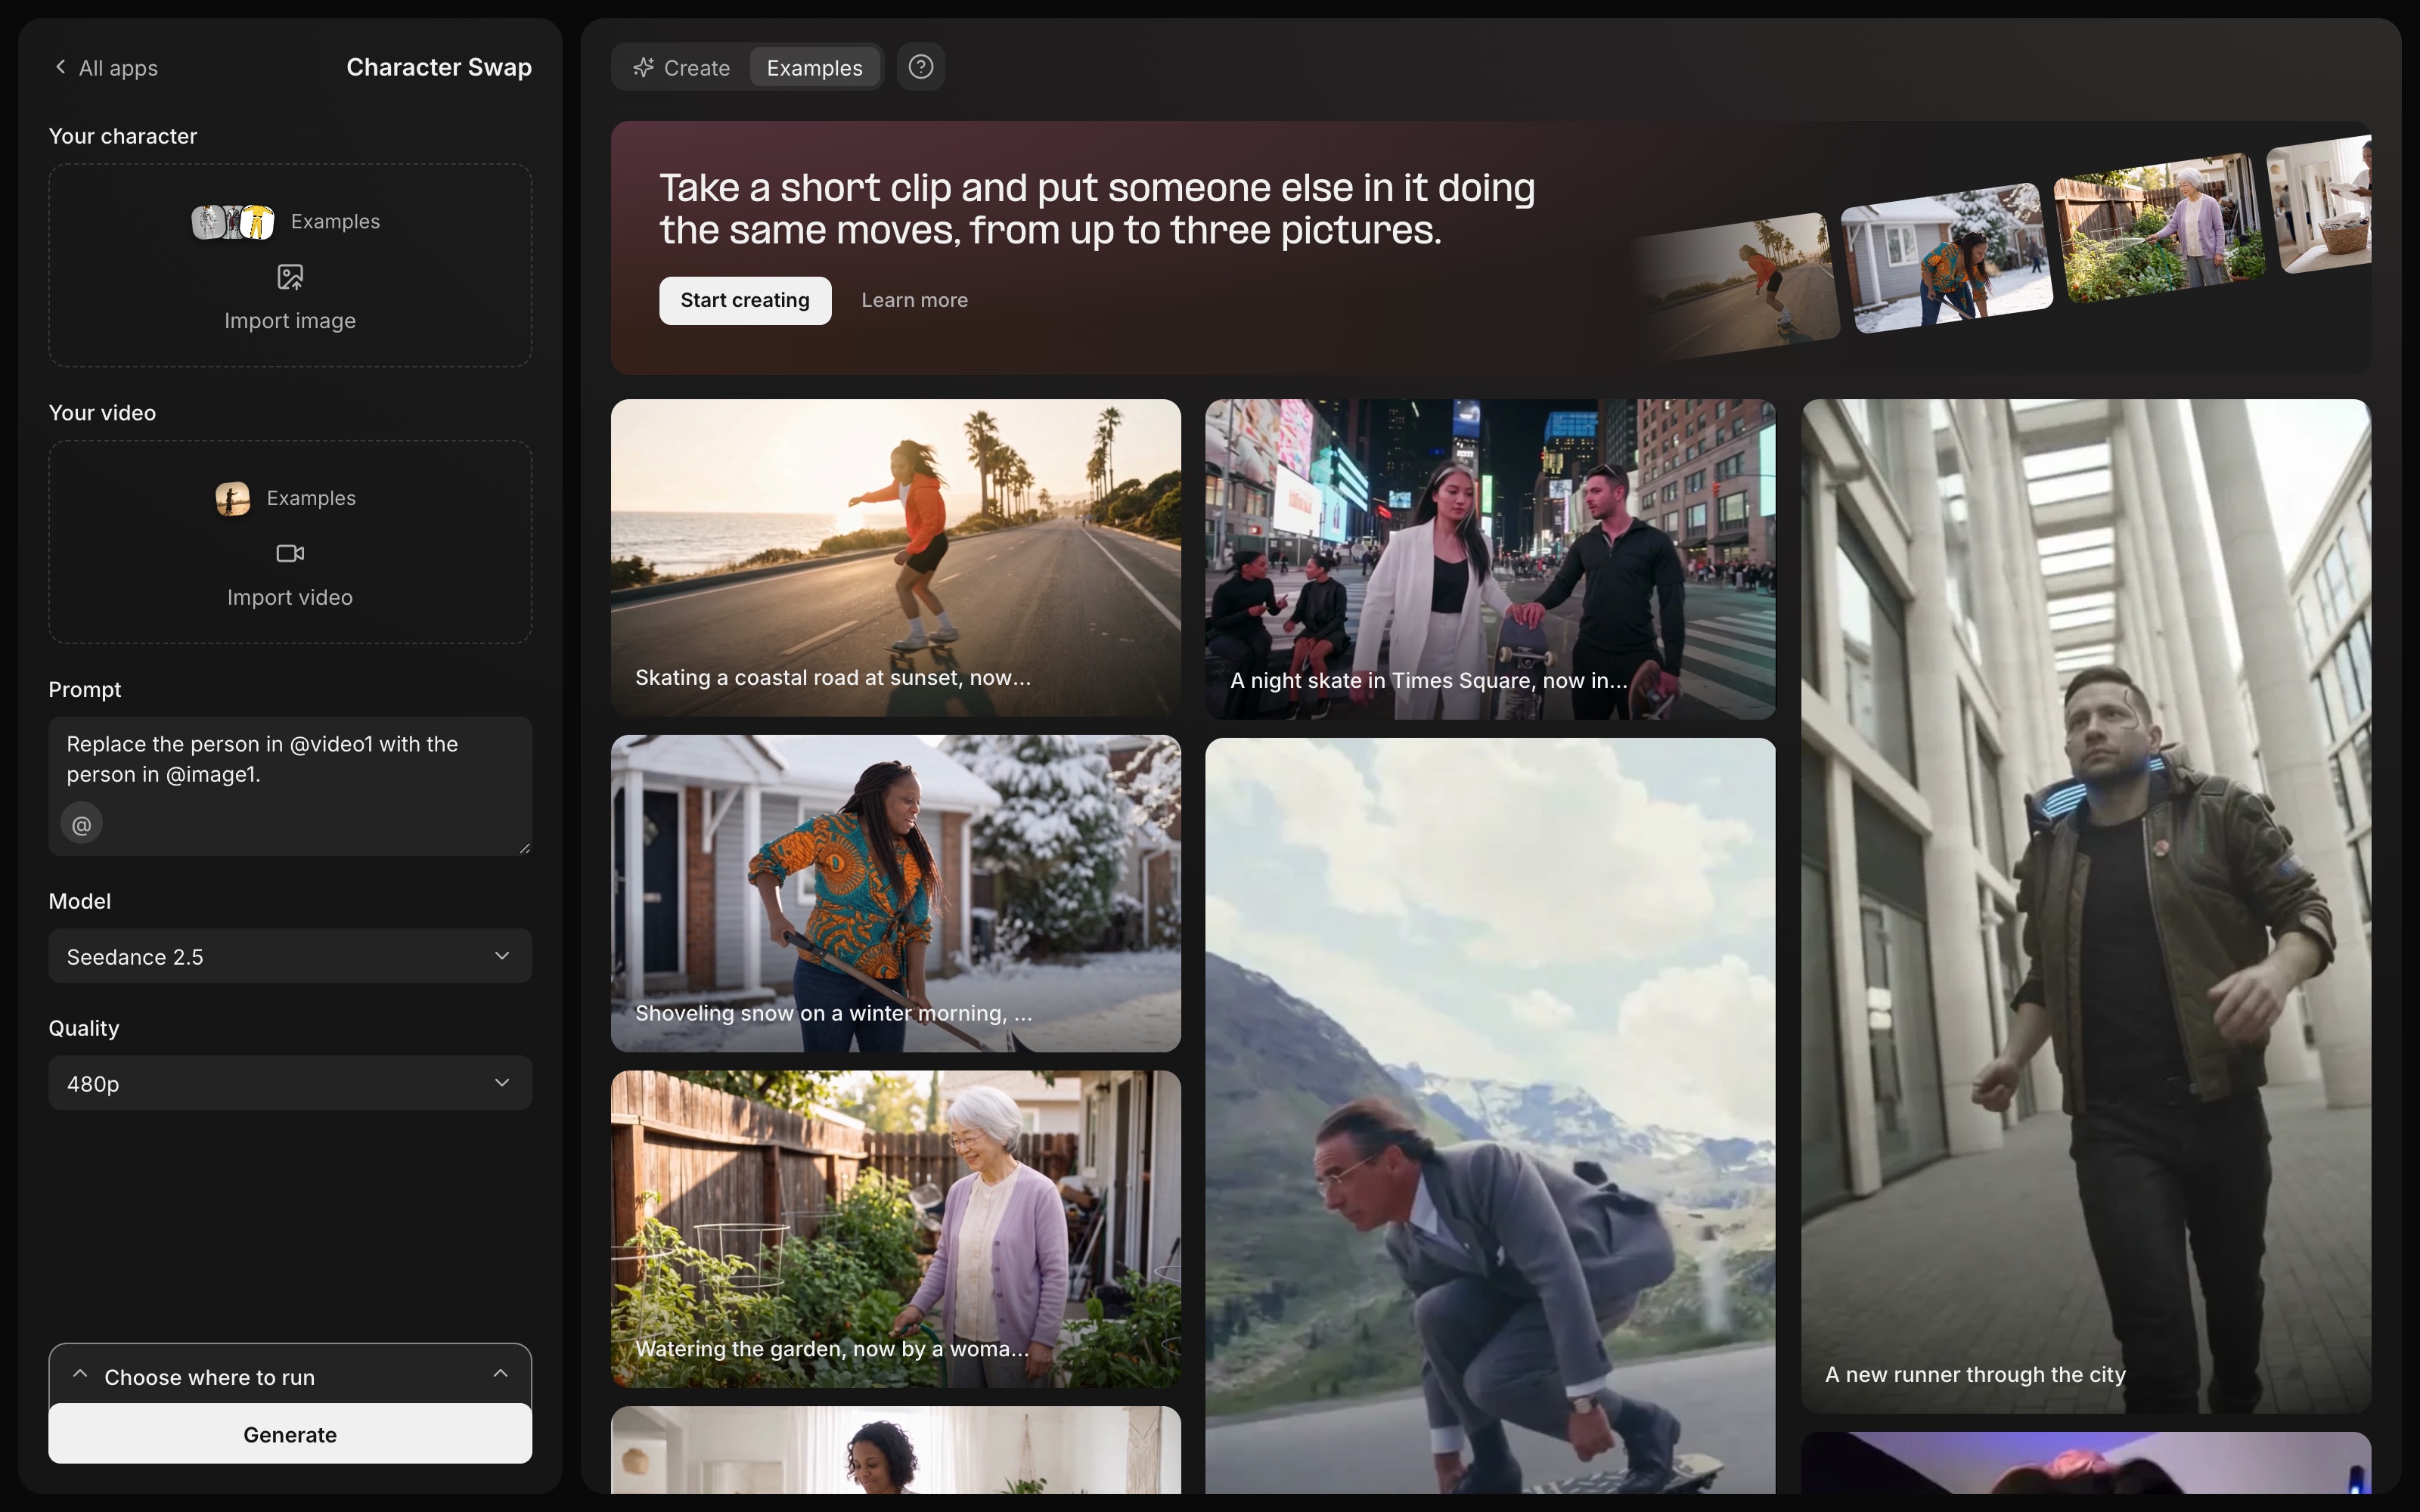 All apps
Character Swap
Your character
Examples
Import image
Your video
Examples
Import video
Prompt
Replace the person in @video1 with the
person in @image1.
@
Model
Seedance 2.5
Quality
480p
Choose where to run
Generate
Create
Examples
Take a short clip and put someone else in it doing
the same moves, from up to three pictures.
Start creating
Learn more
Skating a coastal road at sunset, now...
A night skate in Times Square, now in...
Shoveling snow on a winter morning, ...
Watering the garden, now by a woma...
A new runner through the city